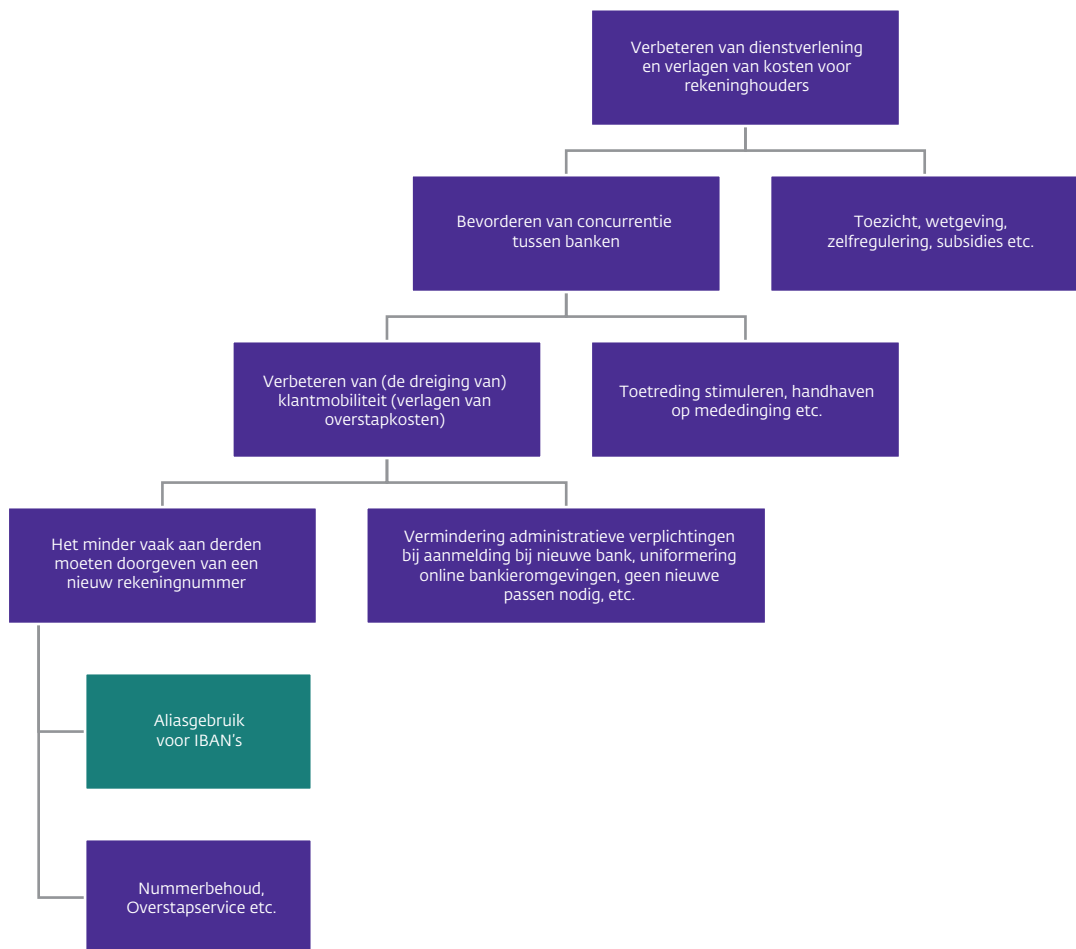 Verbeteren van dienstverlening
en verlagen van kosten voor
rekeninghouders
Bevorderen van concurrentie
tussen banken
Toezicht, wetgeving,
zelfregulering, subsidies etc.
Verbeteren van (de dreiging van)
klantmobiliteit (verlagen van
overstapkosten)
Toetreding stimuleren, handhaven
op mededinging etc.
Het minder vaak aan derden
moeten doorgeven van een
nieuw rekeningnummer
Vermindering administratieve verplichtingen
bij aanmelding bij nieuwe bank, uniformering
online bankieromgevingen, geen nieuwe
passen nodig, etc.
Aliasgebruik
voor IBAN’s
Nummerbehoud,
Overstapservice etc.